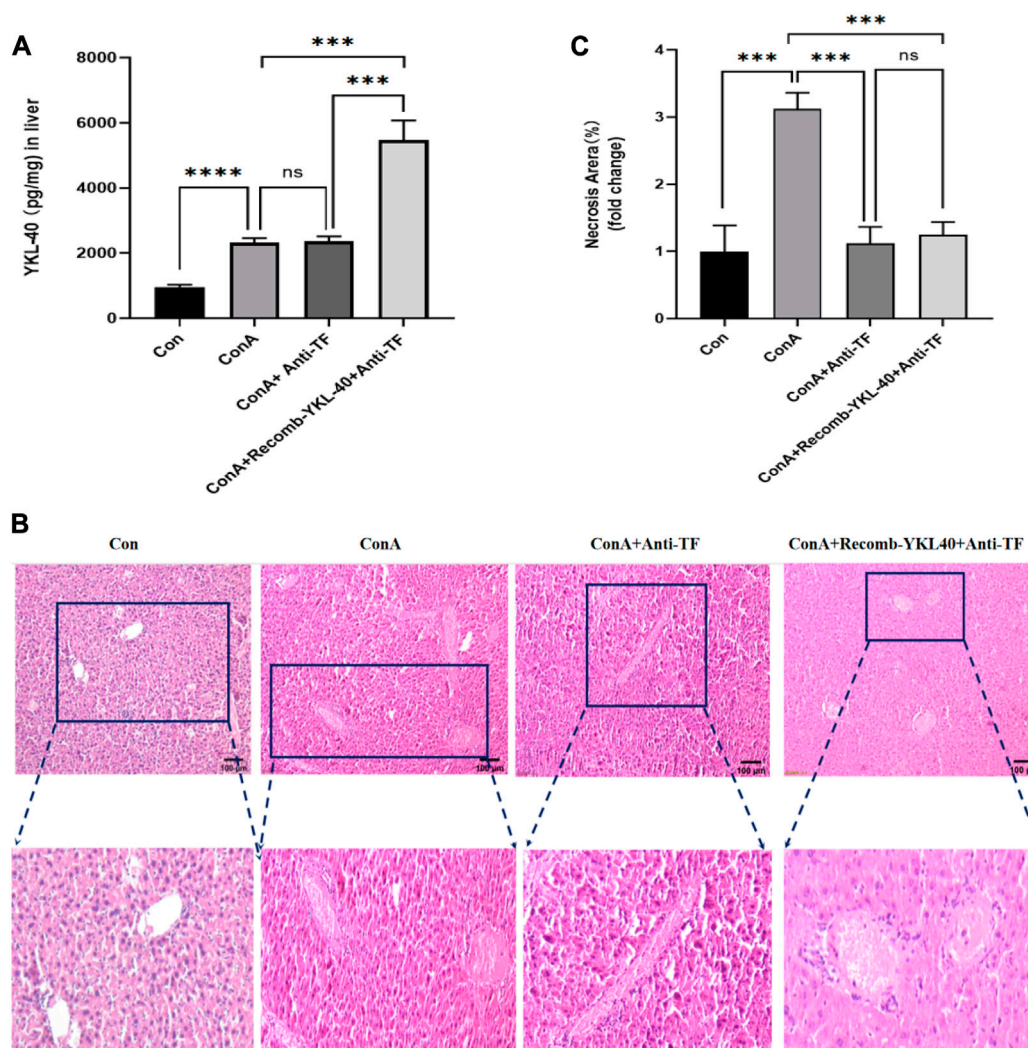 A
YKL-40 (pg/mg) in liver
8000
6000
4000
2000
0
****
ns
***
***
Con
ConA
ConA+ Anti-TF
ConA+Recomb-YKL-40+Anti-TF
C
Necrosis Arera(%)
(fold change)
4
3
2
1
0
***
***
***
ns
Con
ConA
ConA+Anti-TF
ConA+Recomb-YKL-40+Anti-TF
B
Con
ConA
ConA+Anti-TF
ConA+Recomb-YKL40+Anti-TF
100 μm
100 μm
100 μm
100 μm